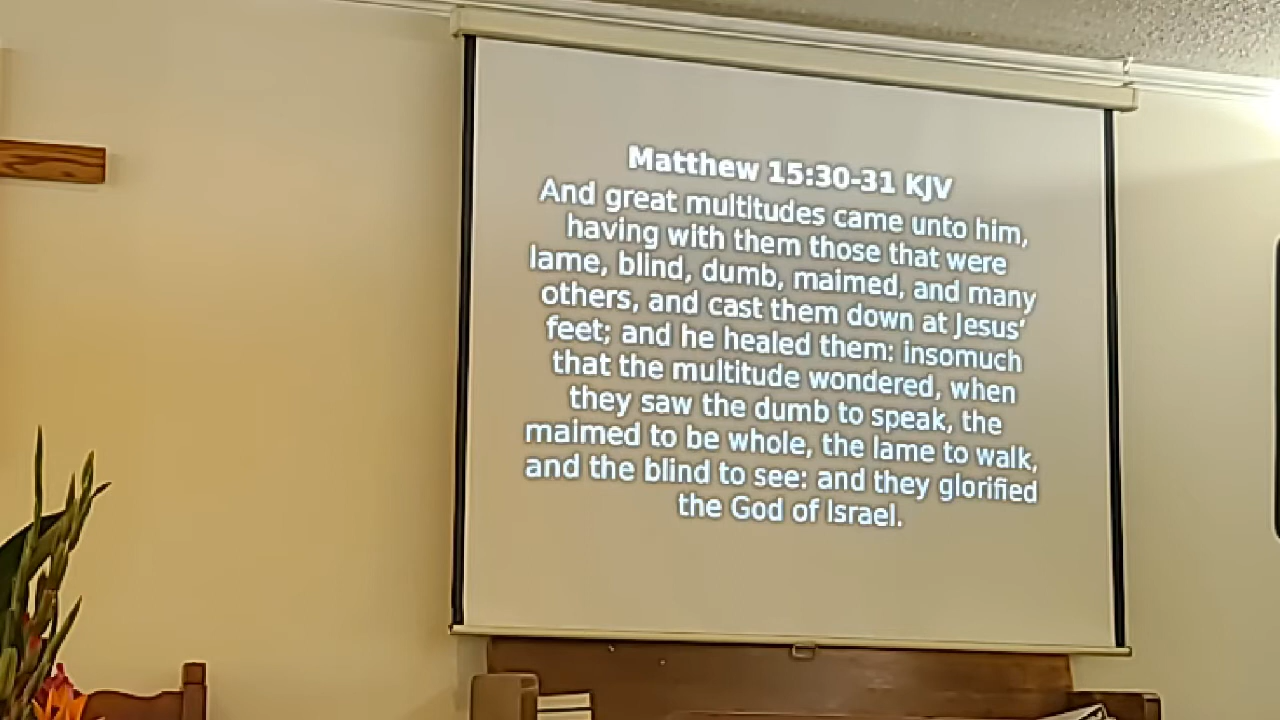 Matthew 15:30-31 KJV
And great multitudes came unto him,
having with them those that were
lame, blind, dumb, maimed, and many
others, and cast them down at Jesus’
feet; and he healed them: insomuch
that the multitude wondered, when
they saw the dumb to speak, the
maimed to be whole, the lame to walk,
and the blind to see: and they glorified
the God of Israel.